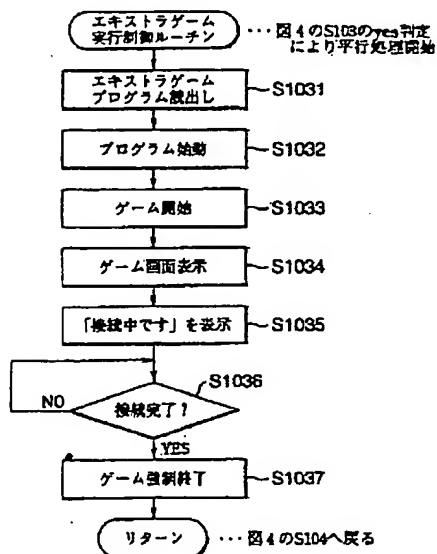 エキストラゲーム
実行制御ルーチン
･･･図4のS103のyes判定
により平行処理開始
エキストラゲーム
プログラム読出し
S1031
プログラム始動
S1032
ゲーム開始
S1033
ゲーム画面表示
S1034
「接続中です」を表示
S1035
S1036
接続完了？
NO
YES
ゲーム強制終了
S1037
リターン
･･･図4のS104へ戻る